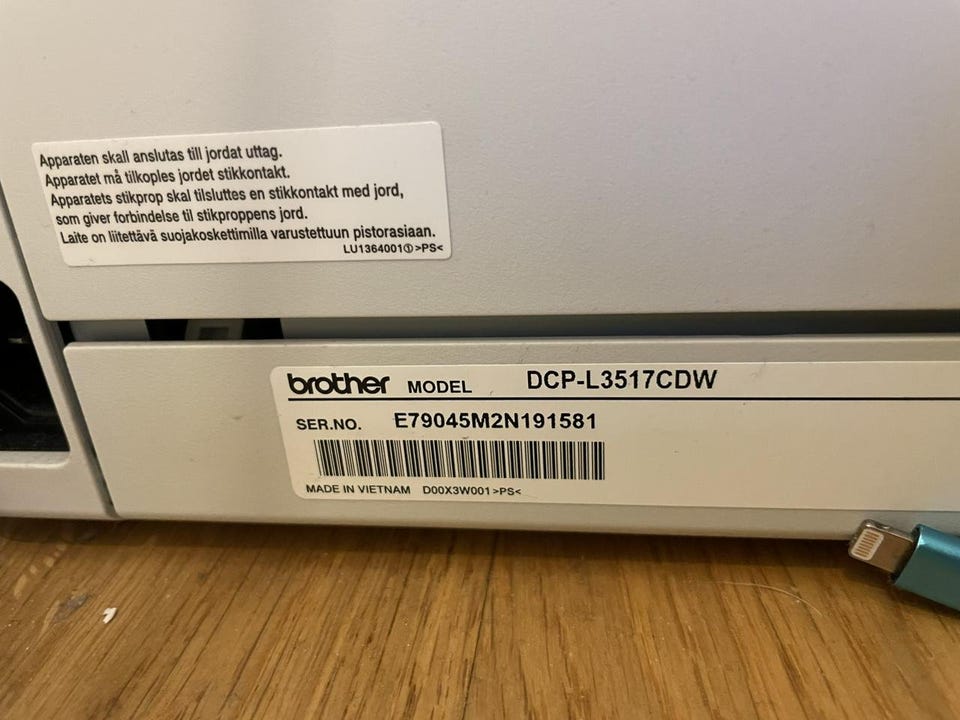 Apparaten skall anslutas till jordat uttag.
Apparatet må tilkoples jordet stikkontakt.
Apparatets stikprop skal tilsluttes en stikkontakt med jord,
som giver forbindelse til stikproppens jord.
Laite on liitettävä suojakoskettimilla varustettuun pistorasiaan.
LU1364001① >PS<
brother MODEL DCP-L3517CDW
SER.NO. E79045M2N191581
MADE IN VIETNAM D00X3W001 >PS<